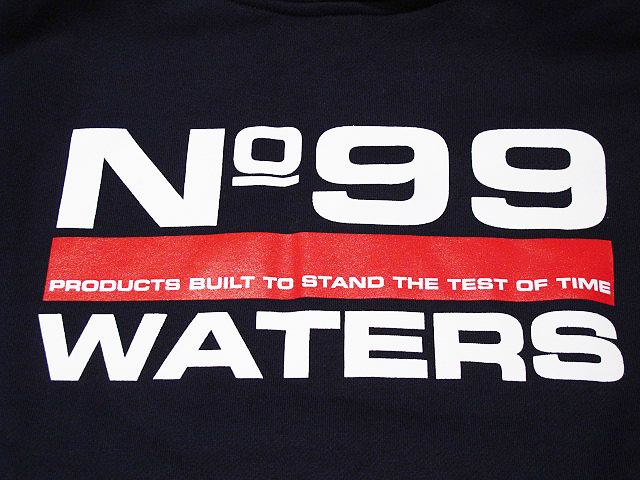 Nº99
PRODUCTS BUILT TO STAND THE TEST OF TIME
WATERS